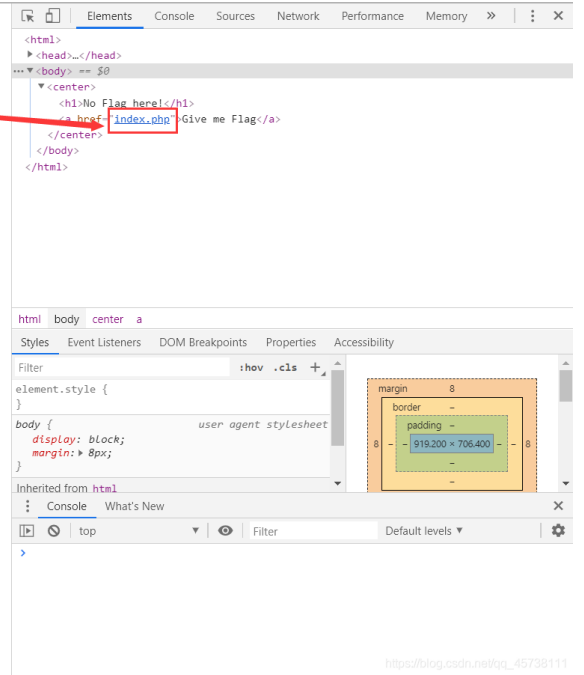 Elements Console Sources Network Performance Memory »
<html>
<head>…</head>
<body> == $0
<center>
<h1>No Flag here!</h1>
<a href="index.php">Give me Flag</a>
</center>
</body>
</html>
html body center a
Styles Event Listeners DOM Breakpoints Properties Accessibility
Filter :hov .cls +
element.style {
}
body { user agent stylesheet
display: block;
margin: 8px;
}
Inherited from html
margin 8
border –
padding –
8 – – 919.200 × 706.400 – – 8
–
–
Console What's New
top Filter Default levels
https://blog.csdn.net/qq_45738111